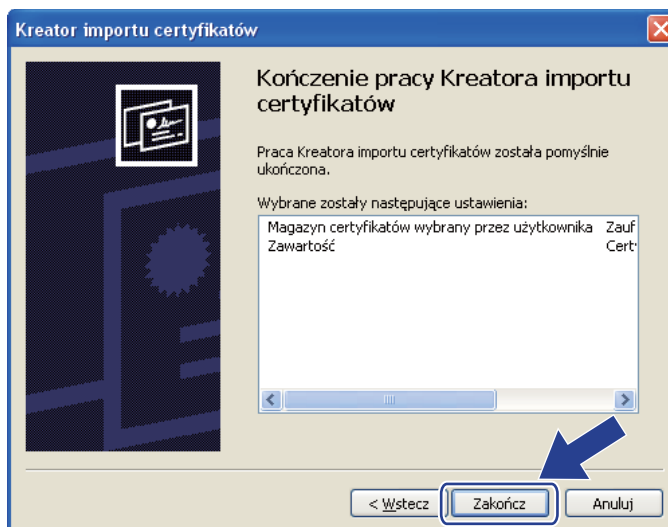 Kreator importu certyfikatów
Kończenie pracy Kreatora importu
certyfikatów
Praca Kreatora importu certyfikatów została pomyślnie
ukończona.
Wybrane zostały następujące ustawienia:
Magazyn certyfikatów wybrany przez użytkownika Zauf
Zawartość Cert
< Wstecz Zakończ Anuluj